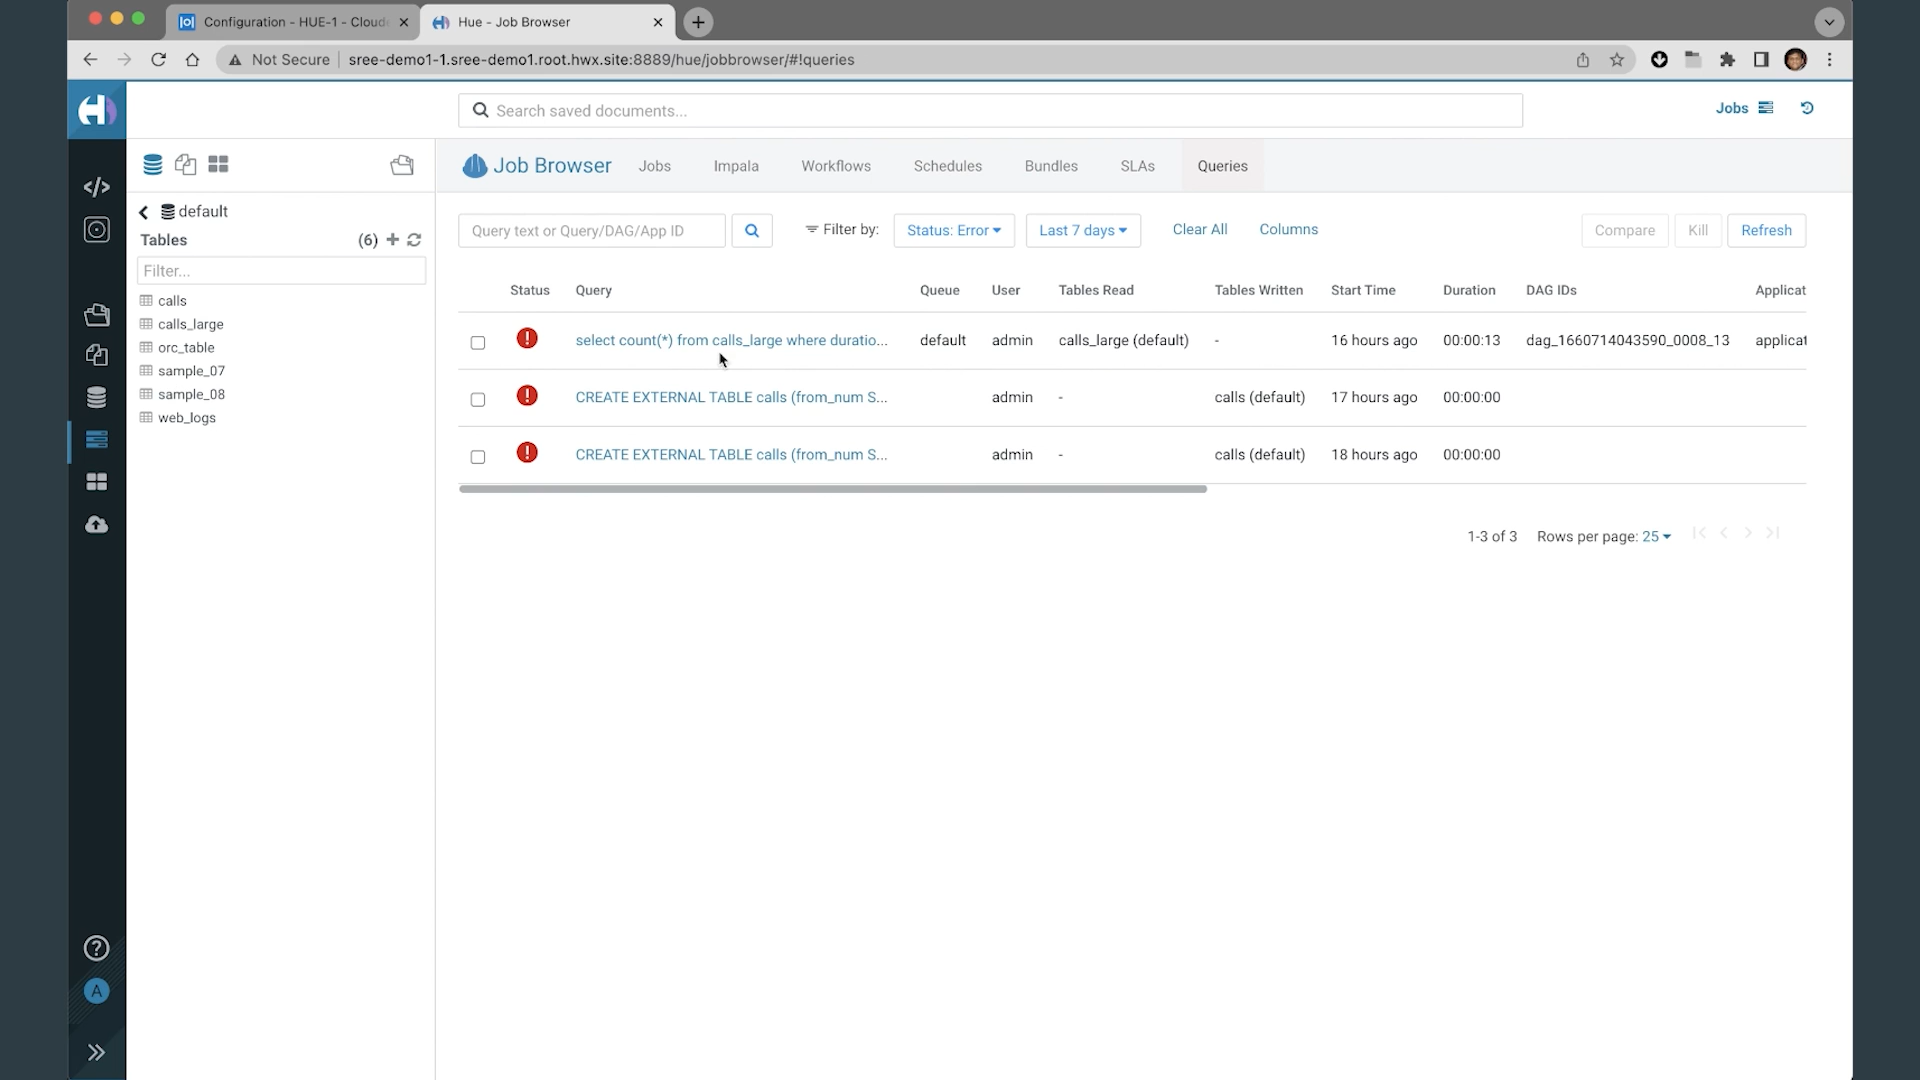 Configuration - HUE-1 - Cloud
Hue - Job Browser
Not Secure
sree-demo1-1.sree-demo1.root.hwx.site:8889/hue/jobbrowser/#!queries
Search saved documents...
Jobs
default
Tables
(6)
Filter...
calls
calls_large
orc_table
sample_07
sample_08
web_logs
A
Job Browser
Jobs
Impala
Workflows
Schedules
Bundles
SLAs
Queries
Query text or Query/DAG/App ID
Filter by:
Status: Error
Last 7 days
Clear All
Columns
Compare
Kill
Refresh
Status Query Queue User Tables Read Tables Written Start Time Duration DAG IDs Applicat
select count(*) from calls_large where duratio... default admin calls_large (default) - 16 hours ago 00:00:13 dag_1660714043590_0008_13 applicat
CREATE EXTERNAL TABLE calls (from_num S... admin - calls (default) 17 hours ago 00:00:00
CREATE EXTERNAL TABLE calls (from_num S... admin - calls (default) 18 hours ago 00:00:00
1-3 of 3 Rows per page: 25